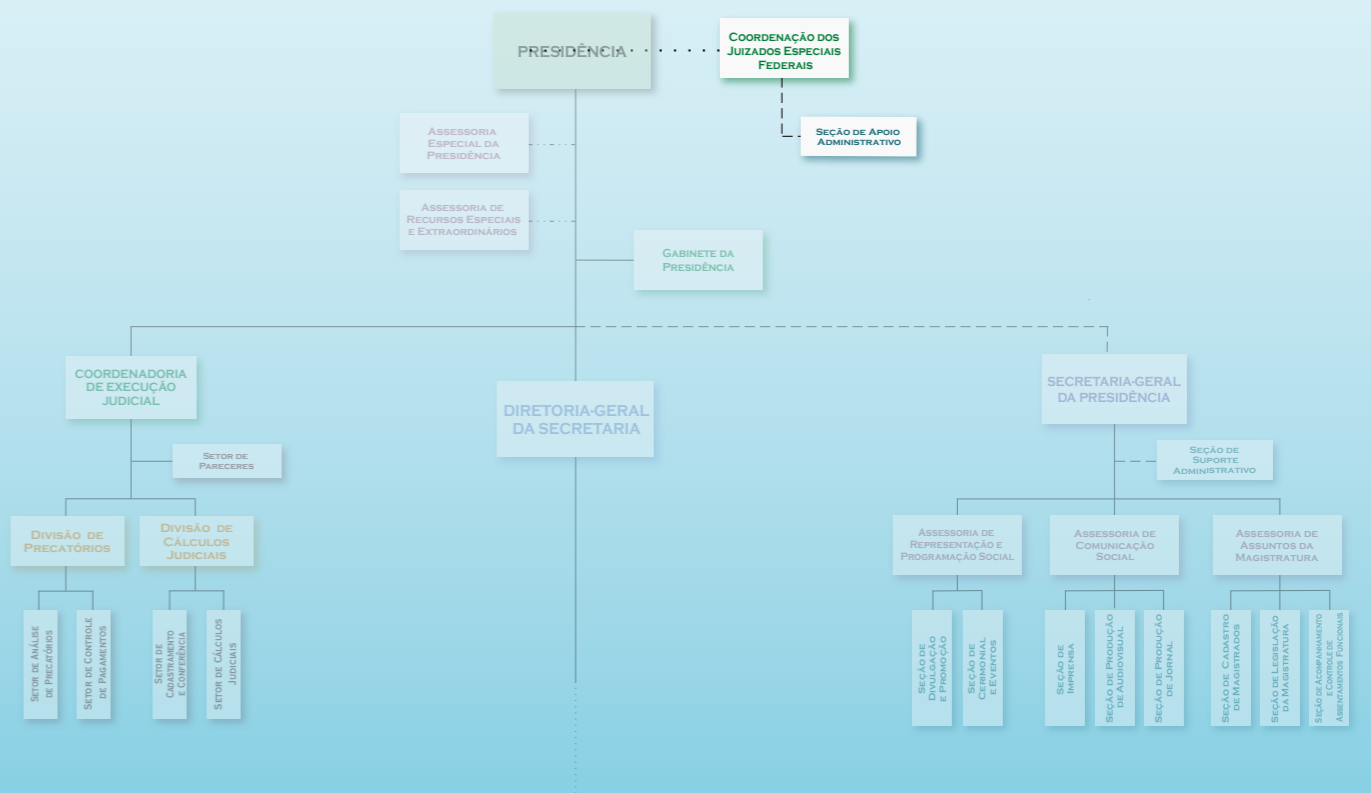 PRESIDÊNCIA
COORDENAÇÃO DOS
JUIZADOS ESPECIAIS
FEDERAIS
SEÇÃO DE APOIO
ADMINISTRATIVO
ASSESSORIA
ESPECIAL DA
PRESIDÊNCIA
ASSESSORIA DE
RECURSOS ESPECIAIS
E EXTRAORDINÁRIOS
GABINETE DA
PRESIDÊNCIA
COORDENADORIA
DE EXECUÇÃO
JUDICIAL
DIRETORIA-GERAL
DA SECRETARIA
SECRETARIA-GERAL
DA PRESIDÊNCIA
SETOR DE
PARECERES
SEÇÃO DE
SUPORTE
ADMINISTRATIVO
DIVISÃO DE
PRECATÓRIOS
DIVISÃO DE
CÁLCULOS
JUDICIAIS
ASSESSORIA DE
REPRESENTAÇÃO E
PROGRAMAÇÃO SOCIAL
ASSESSORIA DE
COMUNICAÇÃO
SOCIAL
ASSESSORIA DE
ASSUNTOS DA
MAGISTRATURA
SETOR DE ANÁLISE
DE PRECATÓRIOS
SETOR DE CONTROLE
DE PAGAMENTOS
SETOR DE
CADASTRAMENTO
E CONFERÊNCIA
SETOR DE CÁLCULOS
JUDICIAIS
SEÇÃO DE
DIVULGAÇÃO
E PROMOÇÃO
SEÇÃO DE
CERIMONIAL
E EVENTOS
SEÇÃO DE
IMPRENSA
SEÇÃO DE PRODUÇÃO
DE AUDIOVISUAL
SEÇÃO DE PRODUÇÃO
DE JORNAL
SEÇÃO DE CADASTRO
DE MAGISTRADOS
SEÇÃO DE LEGISLAÇÃO
DA MAGISTRATURA
SEÇÃO DE ACOMPANHAMENTO
E CONTROLE DE
ASSENTAMENTOS FUNCIONAIS